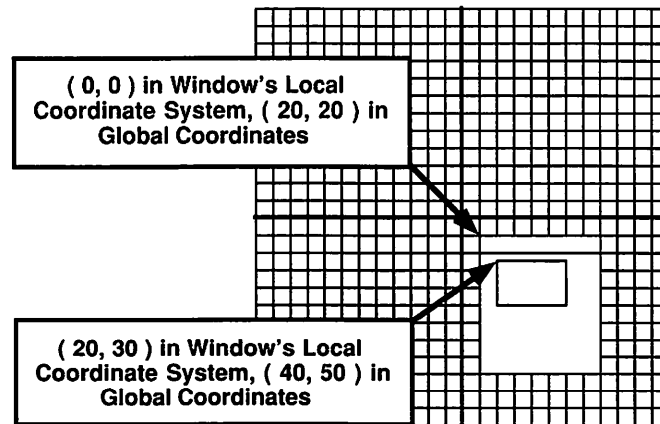 ( 0, 0 ) in Window's Local
Coordinate System, ( 20, 20 ) in
Global Coordinates
( 20, 30 ) in Window's Local
Coordinate System, ( 40, 50 ) in
Global Coordinates